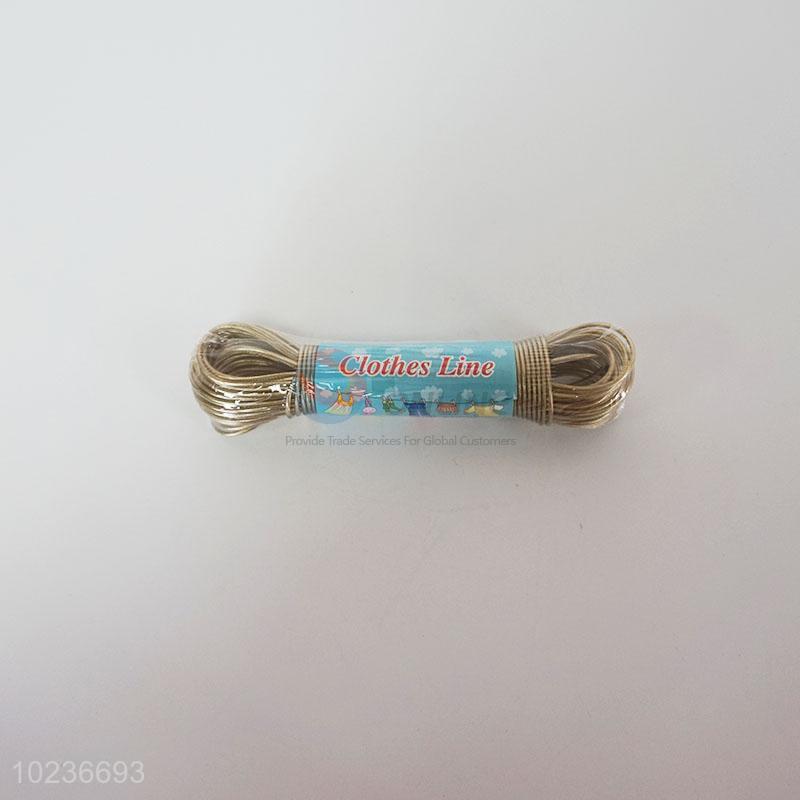 Clothes Line
Provide Trade Services For Global Customers
10236693